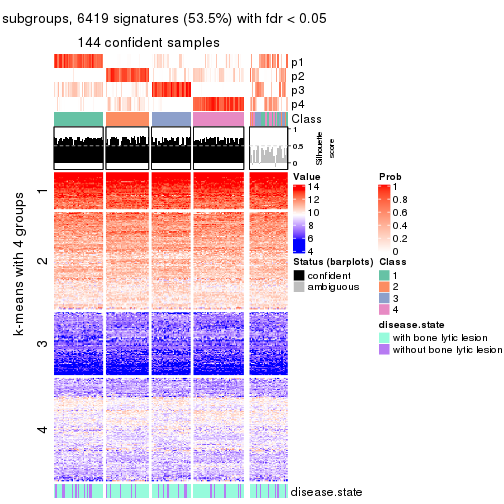 subgroups, 6419 signatures (53.5%) with fdr < 0.05
144 confident samples
p1
p2
p3
p4
Class
1
0.5
0
Silhouette
score
k-means with 4 groups
1
2
3
4
Value
14
12
10
8
6
4
Prob
1
0.8
0.6
0.4
0.2
0
Status (barplots)
confident
ambiguous
Class
1
2
3
4
disease.state
with bone lytic lesion
without bone lytic lesion
disease.state